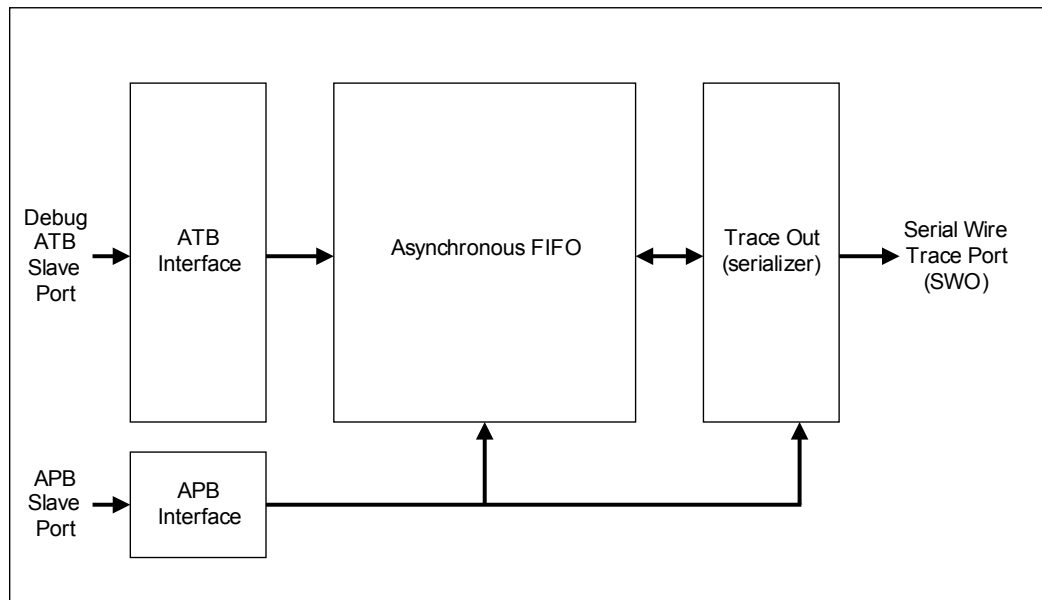 Debug
ATB
Slave
Port
ATB
Interface
Asynchronous FIFO
Trace Out
(serializer)
Serial Wire
Trace Port
(SWO)
APB
Slave
Port
APB
Interface